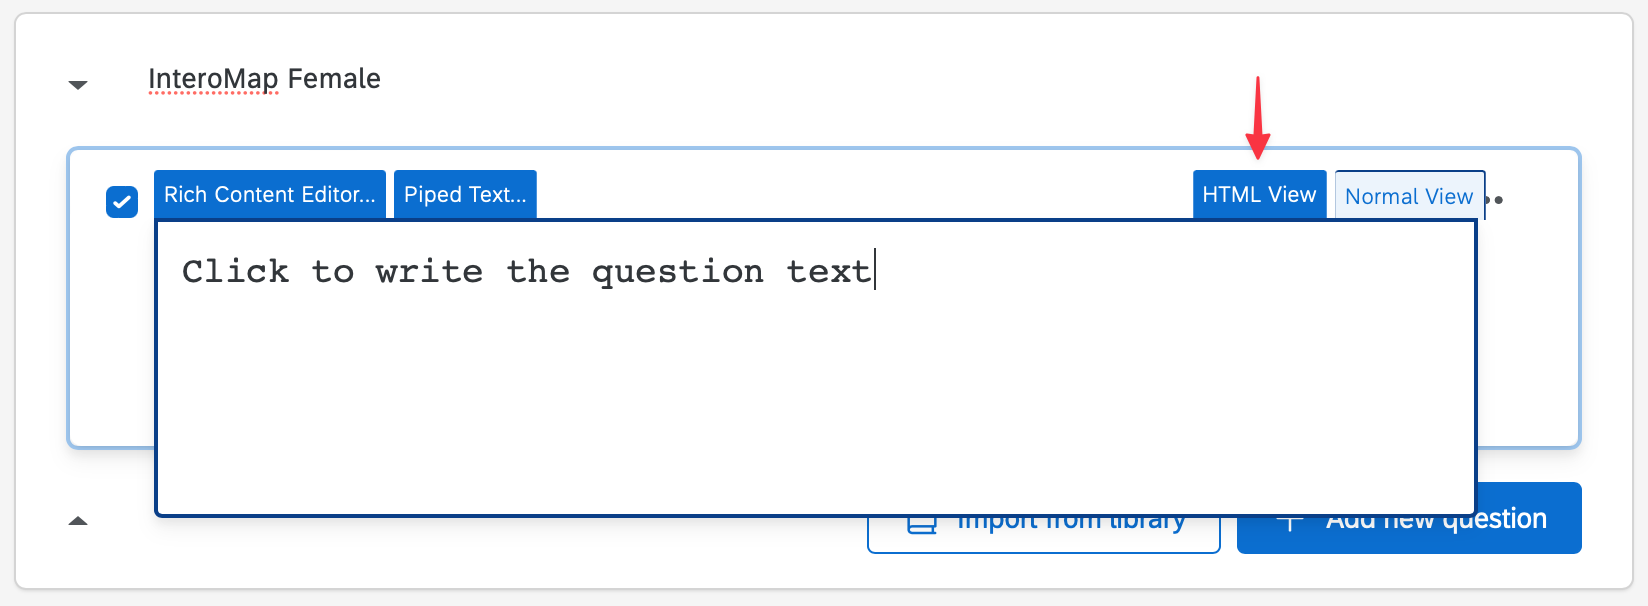 InteroMap Female
Rich Content Editor... Piped Text... HTML View Normal View
Click to write the question text
Import from library Add new question